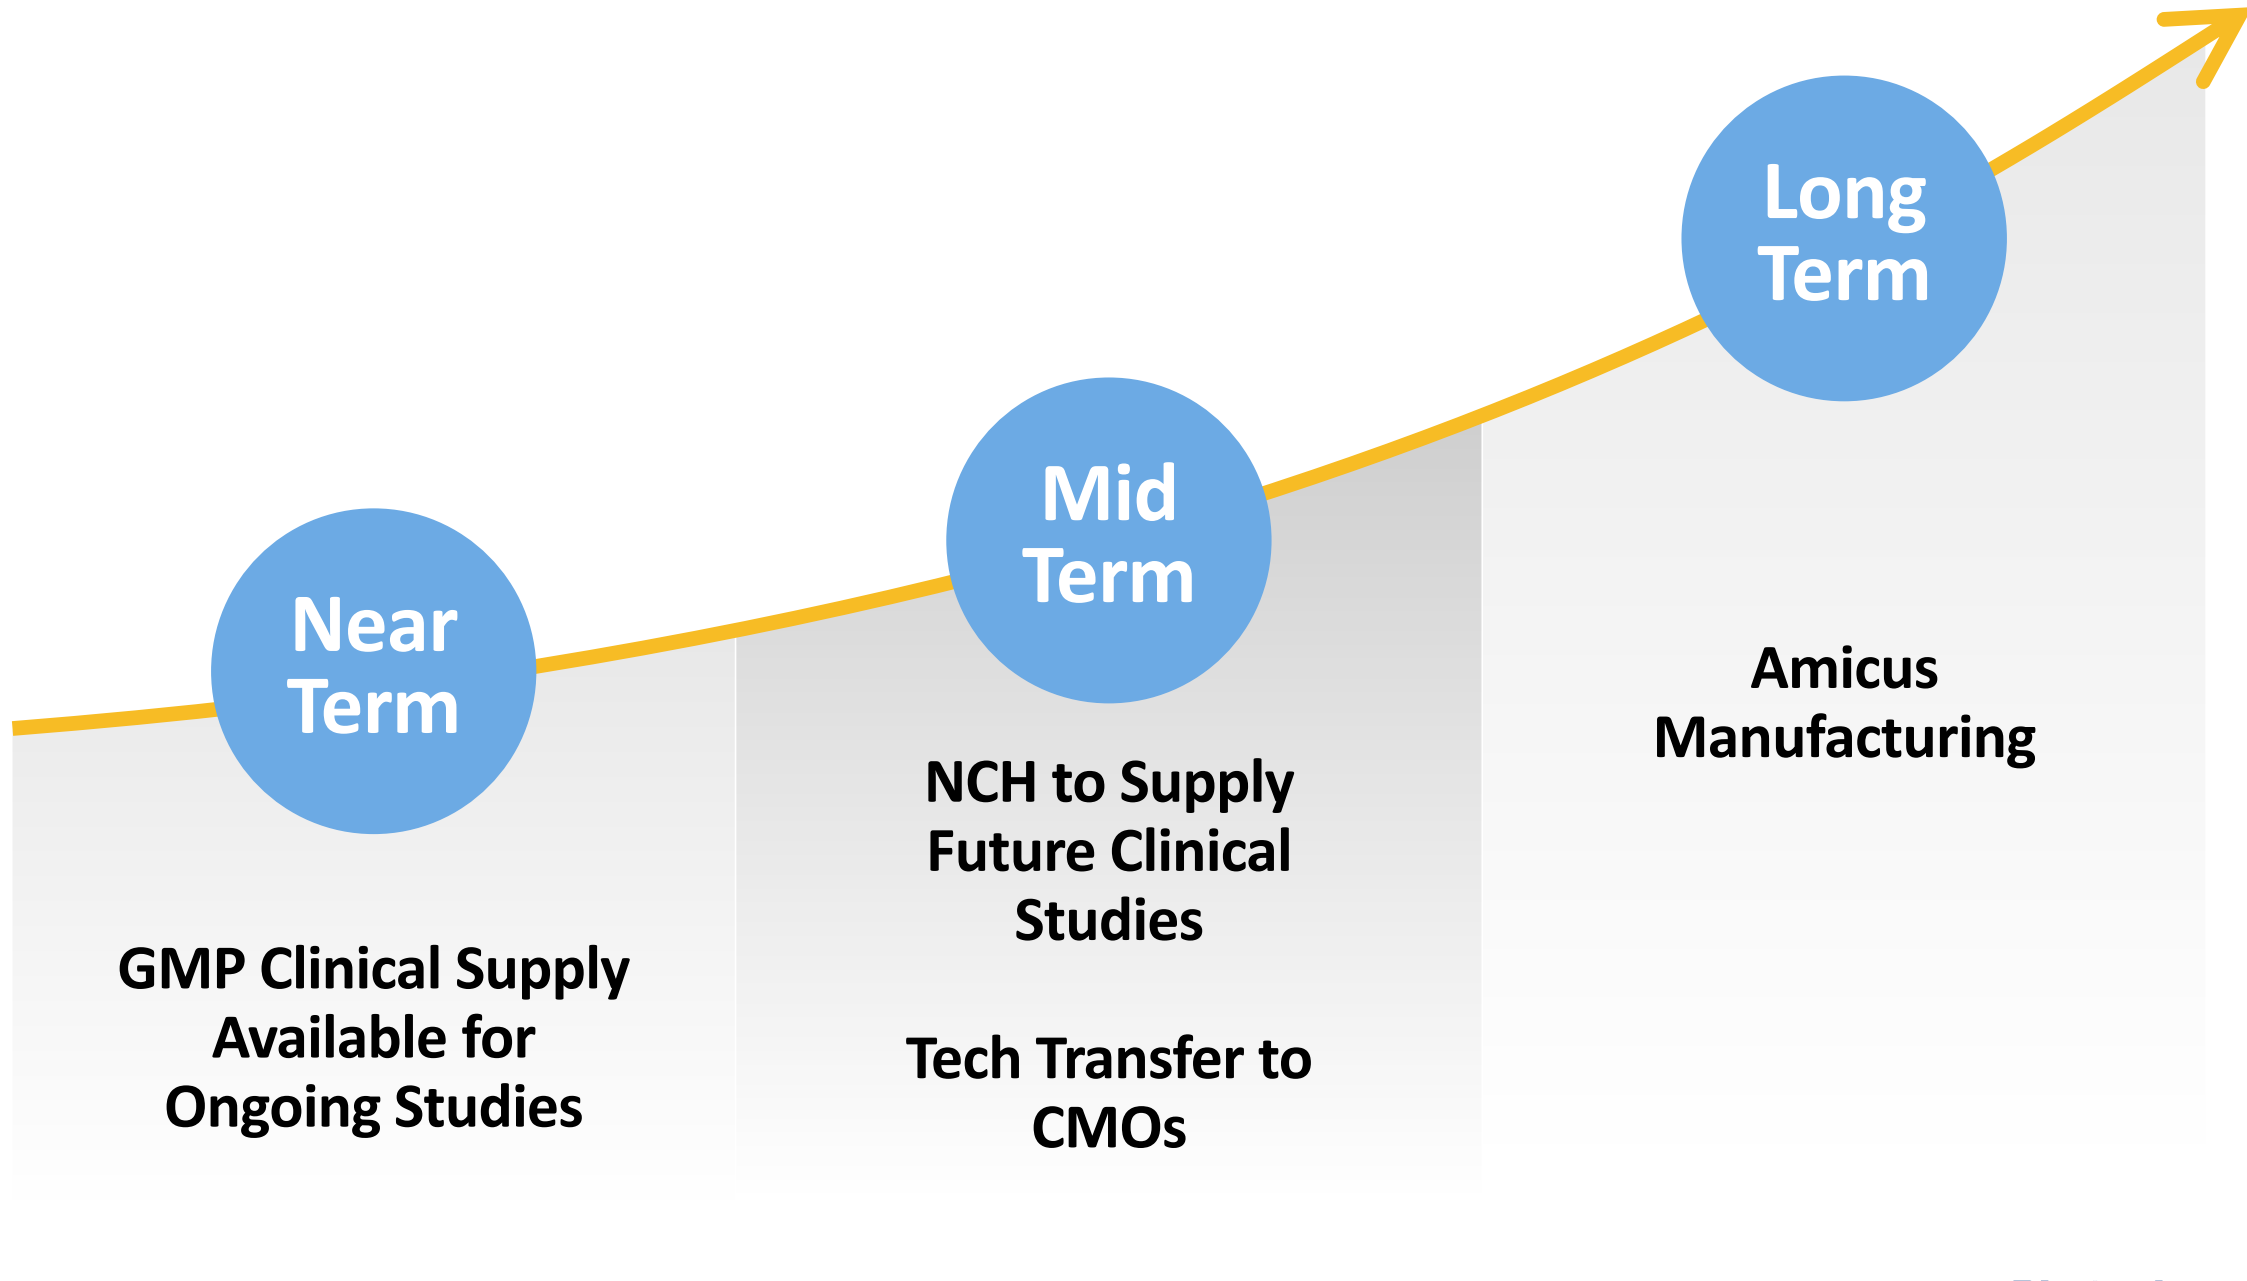 Near
Term
GMP Clinical Supply
Available for
Ongoing Studies
Mid
Term
NCH to Supply
Future Clinical
Studies
Tech Transfer to
CMOs
Long
Term
Amicus
Manufacturing